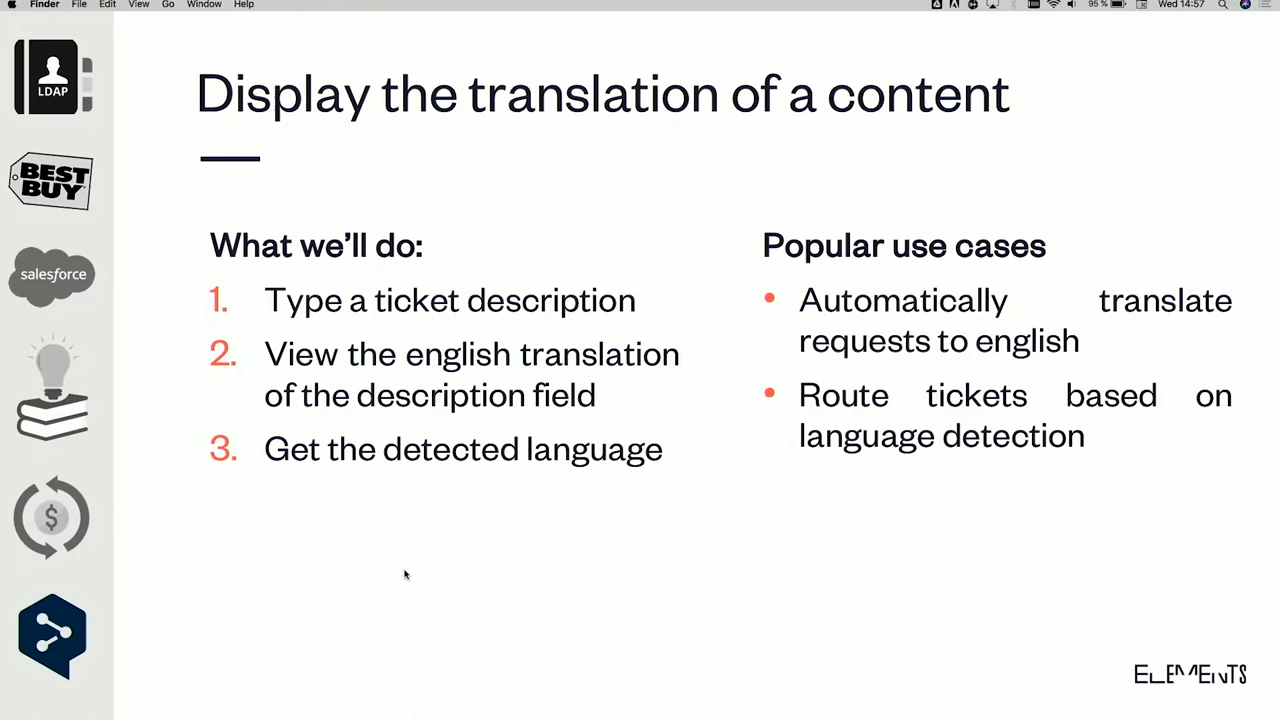 Finder File Edit View Go Window Help 95 % Wed 14:57
LDAP
BEST
BUY
salesforce
$
Display the translation of a content
What we’ll do:
1. Type a ticket description
2. View the english translation
of the description field
3. Get the detected language
Popular use cases
• Automatically translate
requests to english
• Route tickets based on
language detection
ELEMENTS